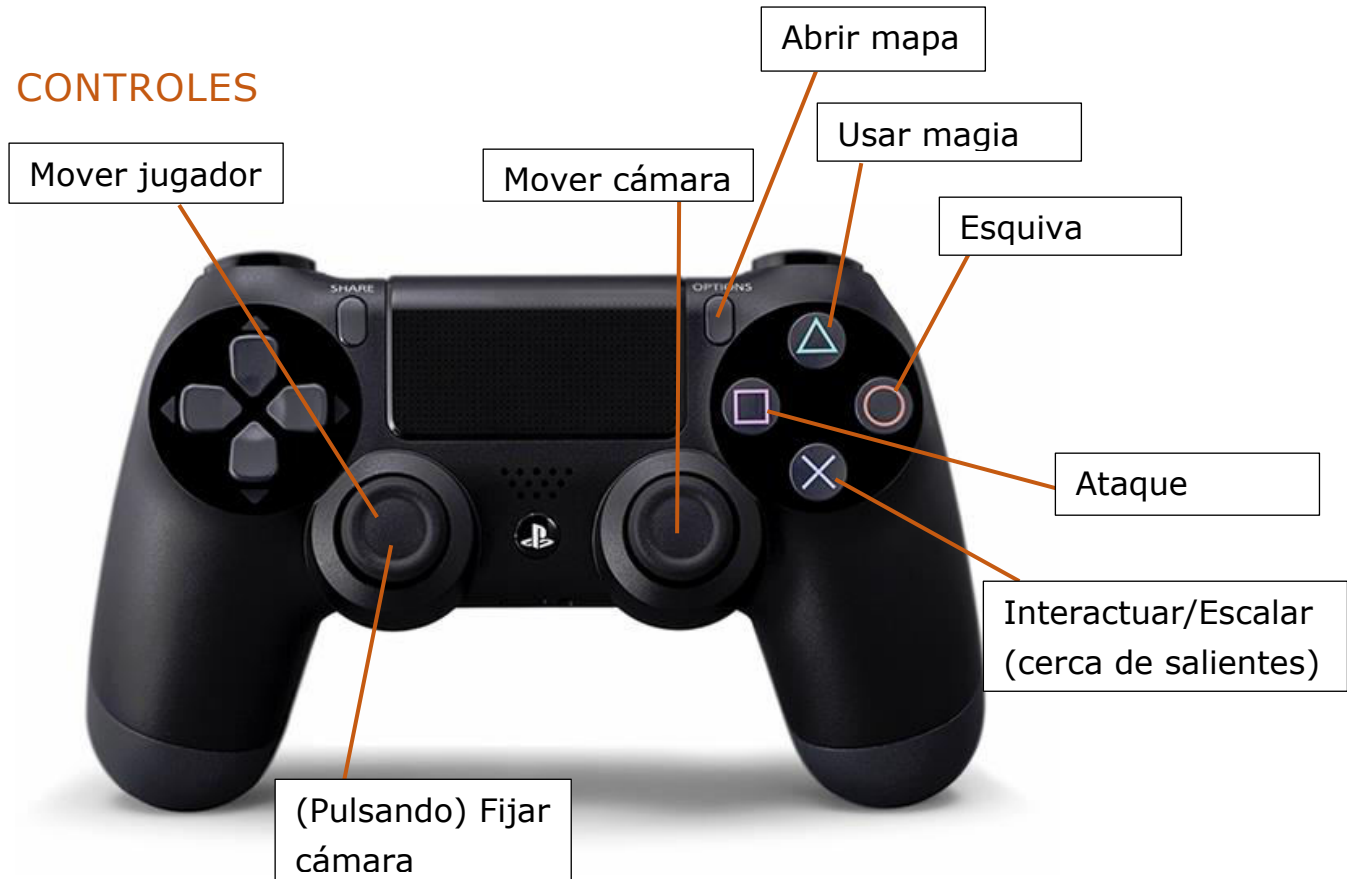 Abrir mapa
CONTROLES
Usar magia
Mover jugador
Mover cámara
Esquiva
SHARE
OPTIONS
Ataque
Interactuar/Escalar
(cerca de salientes)
(Pulsando) Fijar
cámara